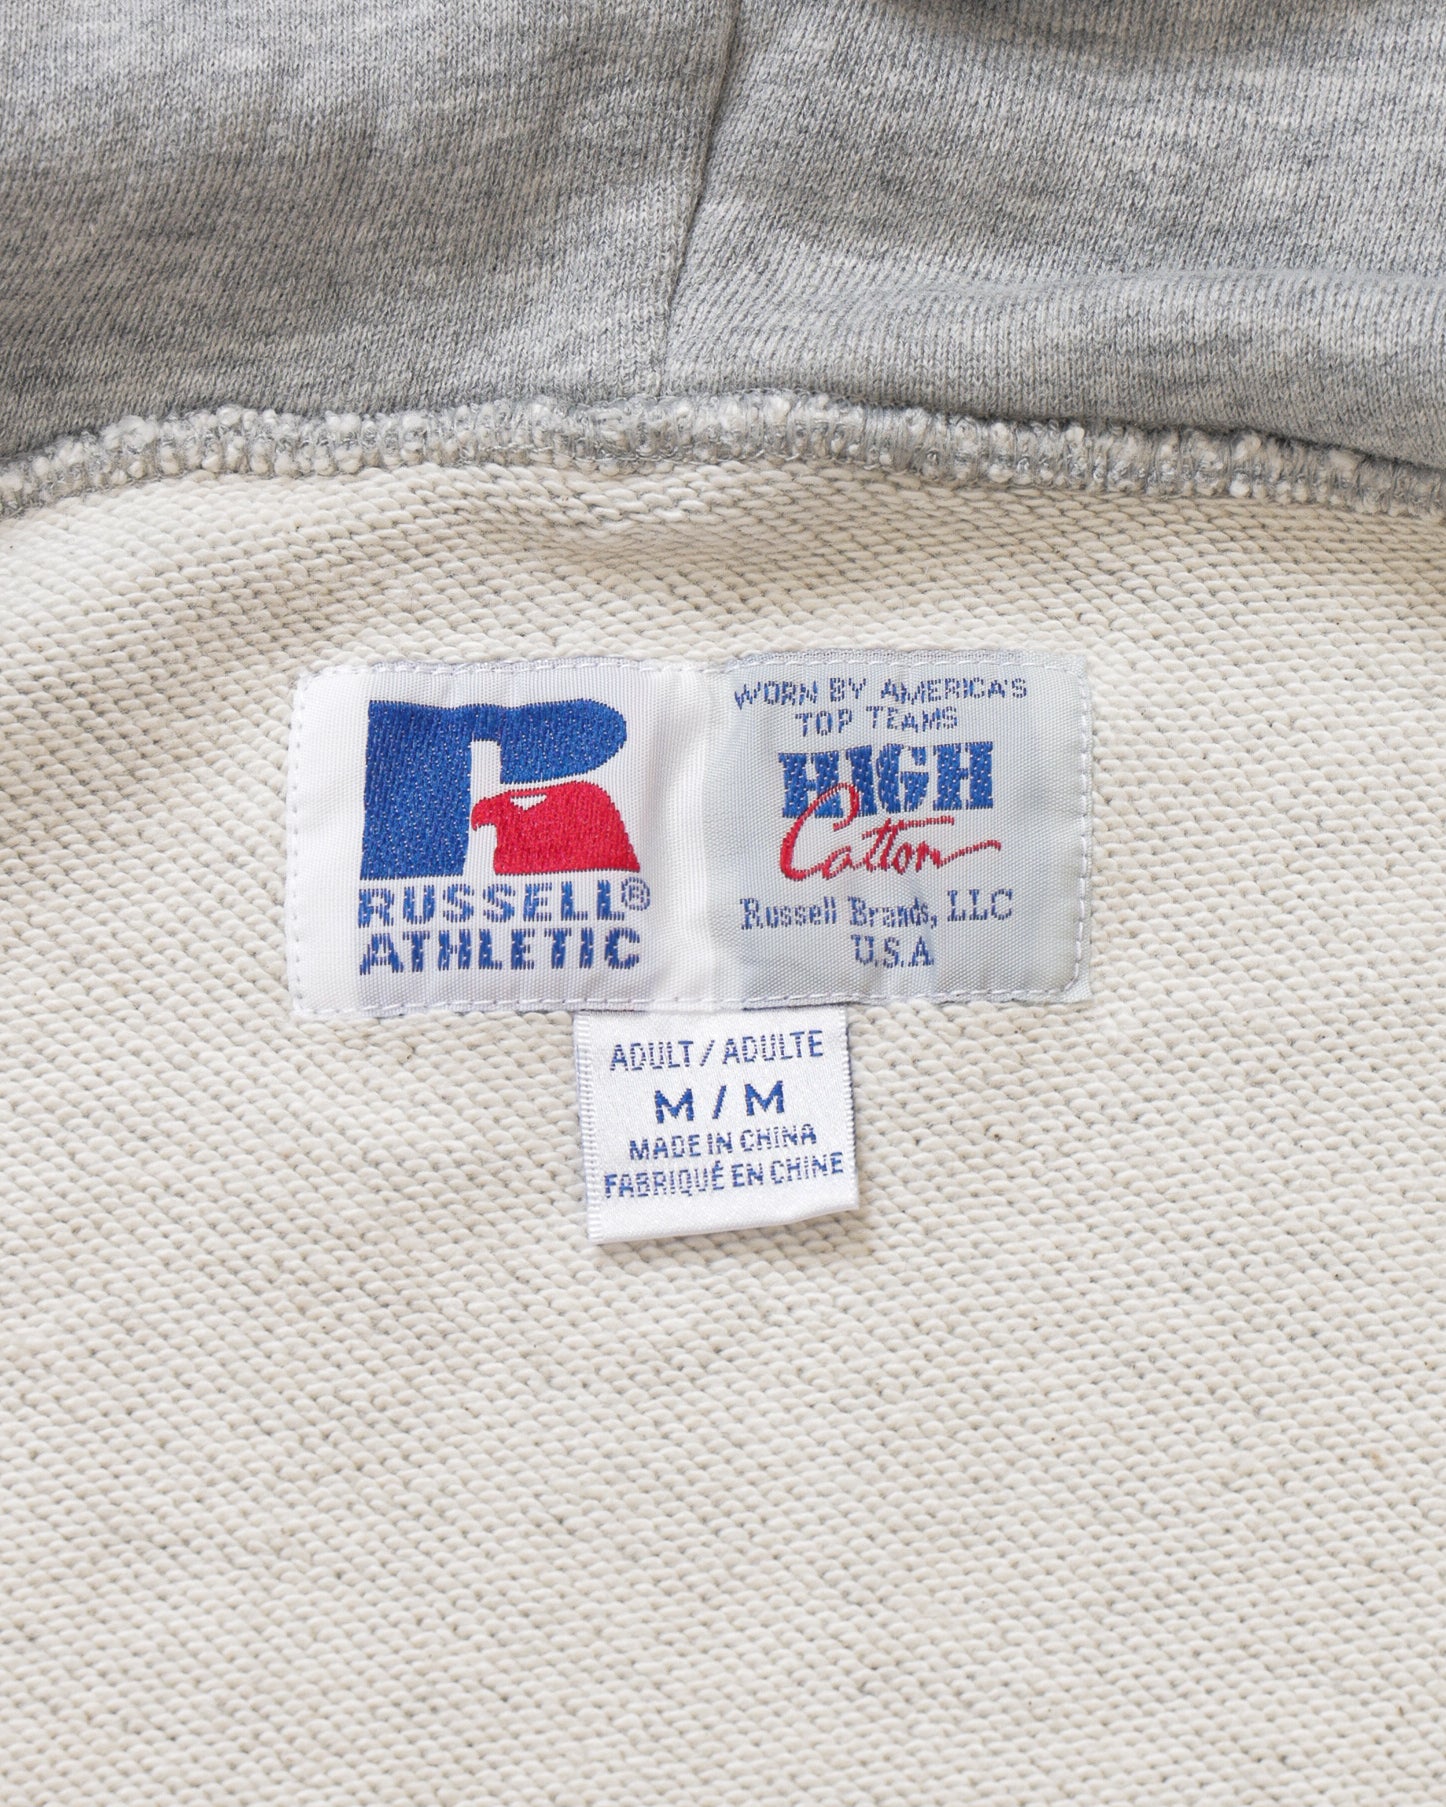 RUSSELL®
ATHLETIC
WORN BY AMERICA'S
TOP TEAMS
HIGH
Cotton
Russell Brands, LLC
U.S.A
ADULT / ADULTE
M / M
MADE IN CHINA
FABRIQUÉ EN CHINE